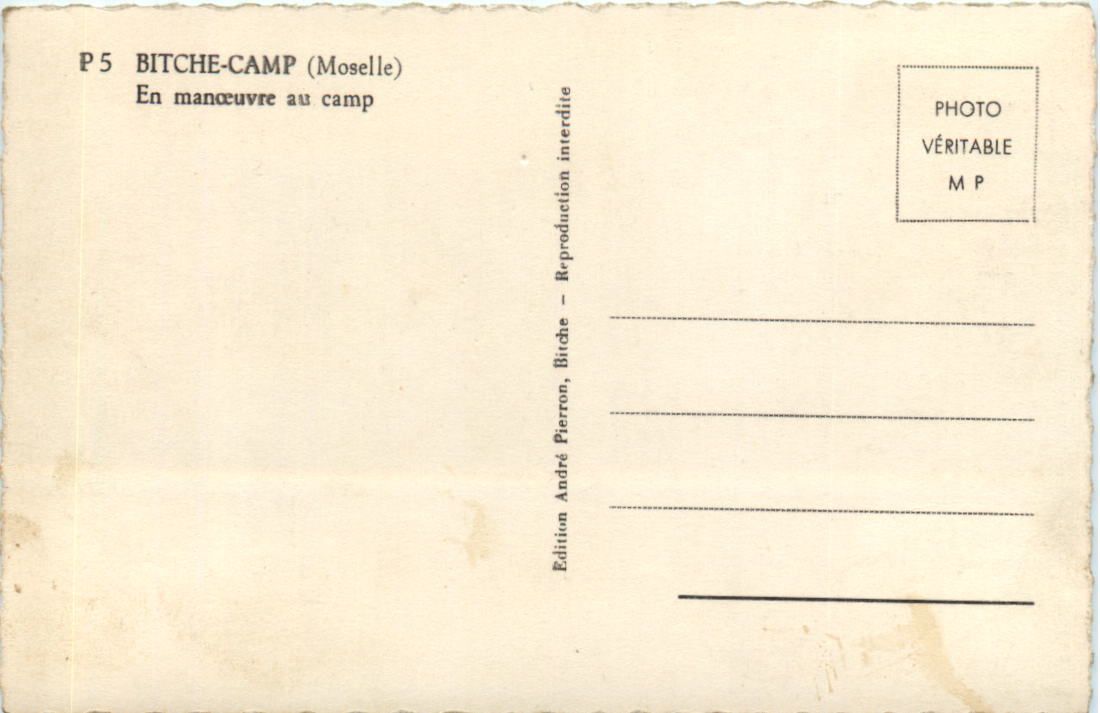 P 5 BITCHE-CAMP (Moselle)
En manœuvre au camp
Edition André Pierron, Bitche – Reproduction interdite
PHOTO
VÉRITABLE
M P